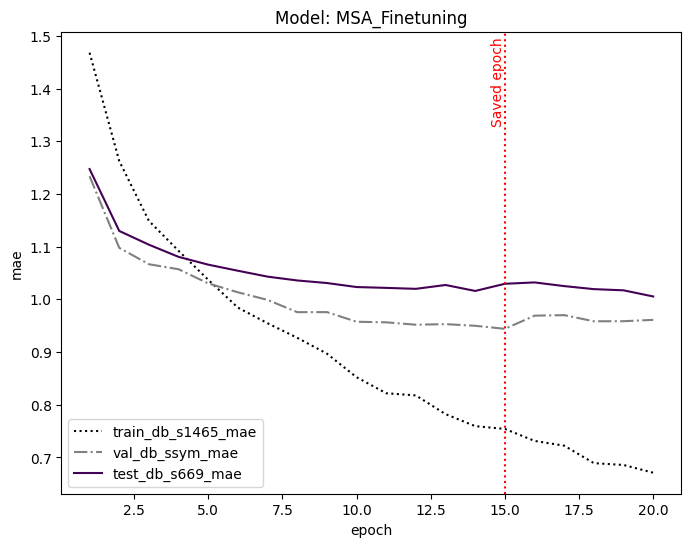 Model: MSA_Finetuning
1.5
1.4
1.3
1.2
1.1
1.0
0.9
0.8
0.7
mae
Saved epoch
train_db_s1465_mae
val_db_ssym_mae
test_db_s669_mae
2.5 5.0 7.5 10.0 12.5 15.0 17.5 20.0
epoch